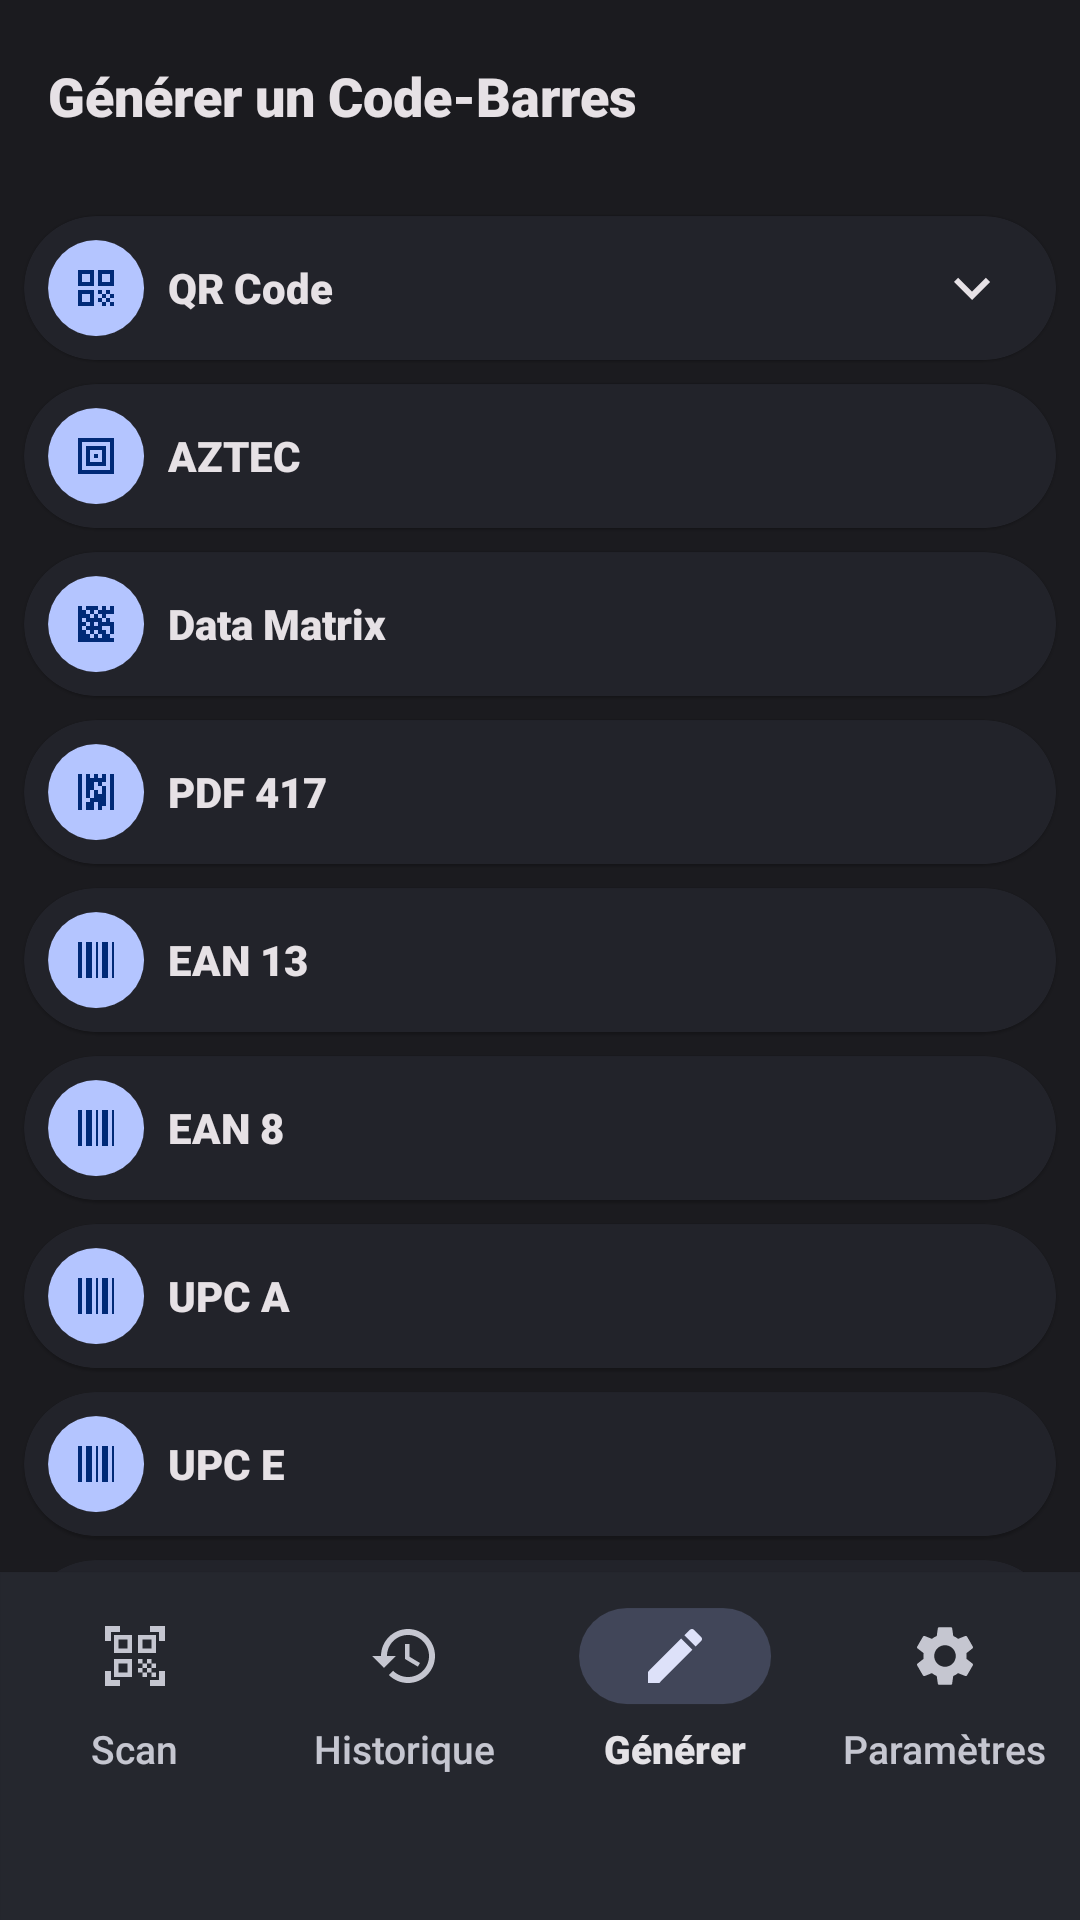 Générer un Code-Barres
QR Code
AZTEC
Data Matrix
PDF 417
EAN 13
EAN 8
UPC A
UPC E
Scan
Historique
Générer
Paramètres